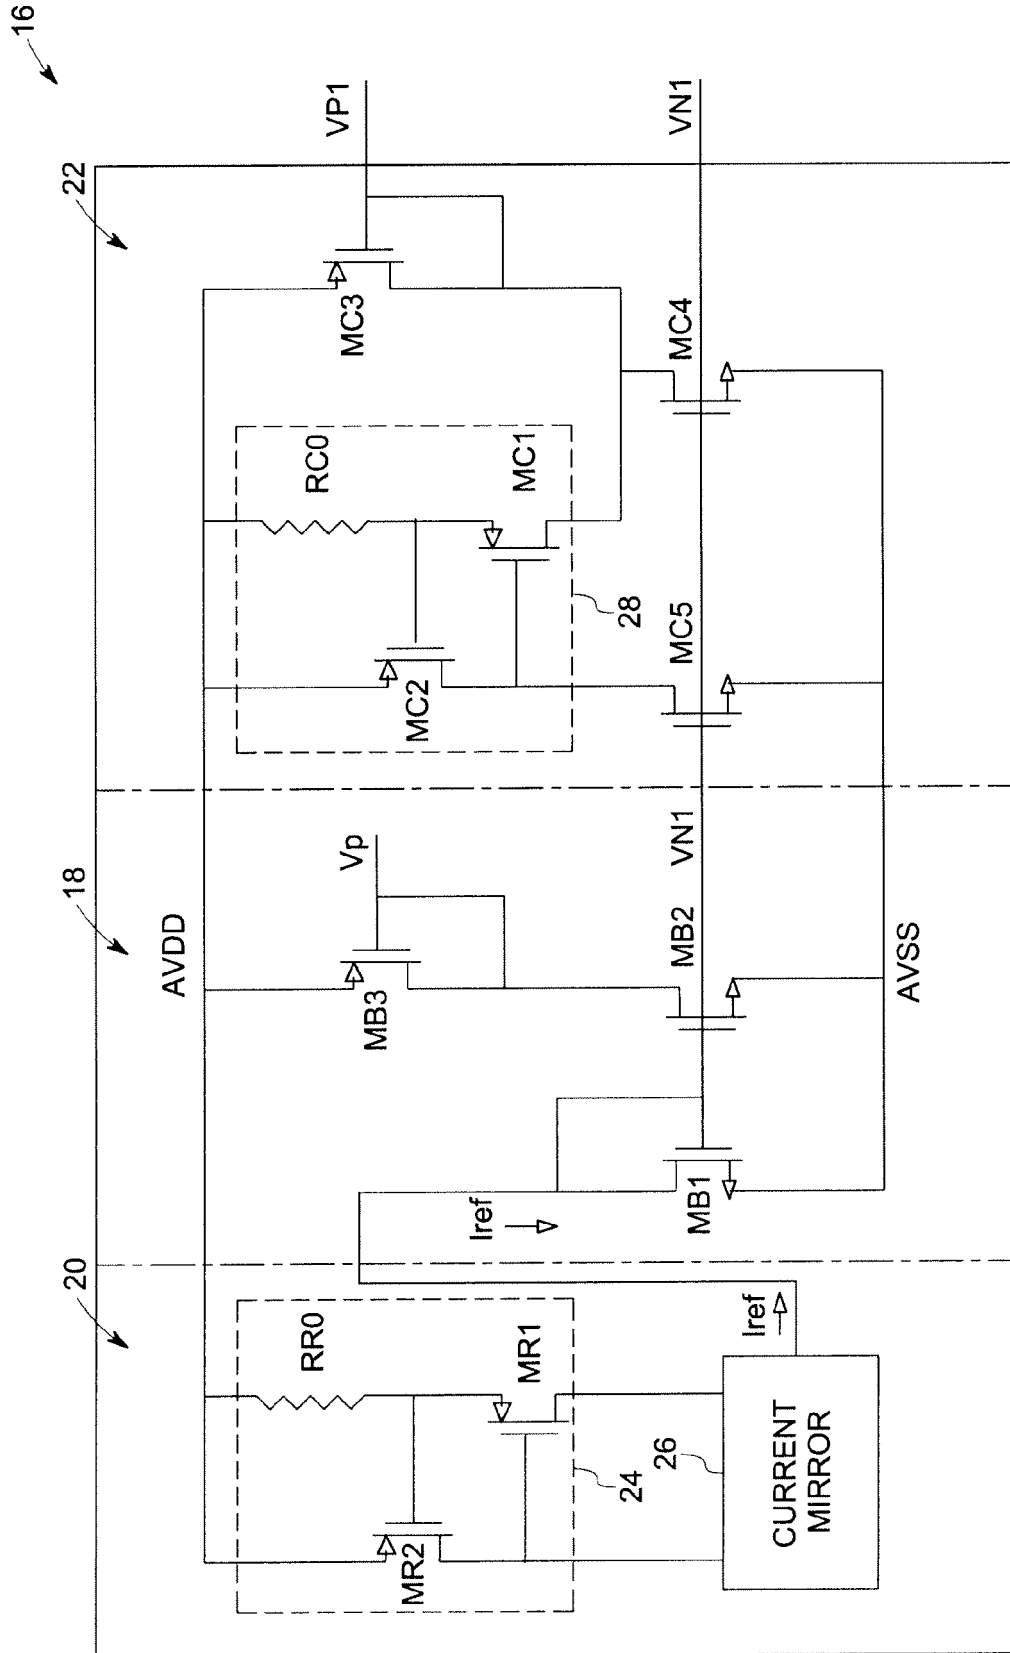 16
22
VP1
VN1
MC3
MC4
RC0
MC1
28
MC2
MC5
18
AVDD
Vp
VN1
MB3
MB2
AVSS
Iref
MB1
20
RR0
MR1
Iref
24
26
MR2
CURRENT
MIRROR